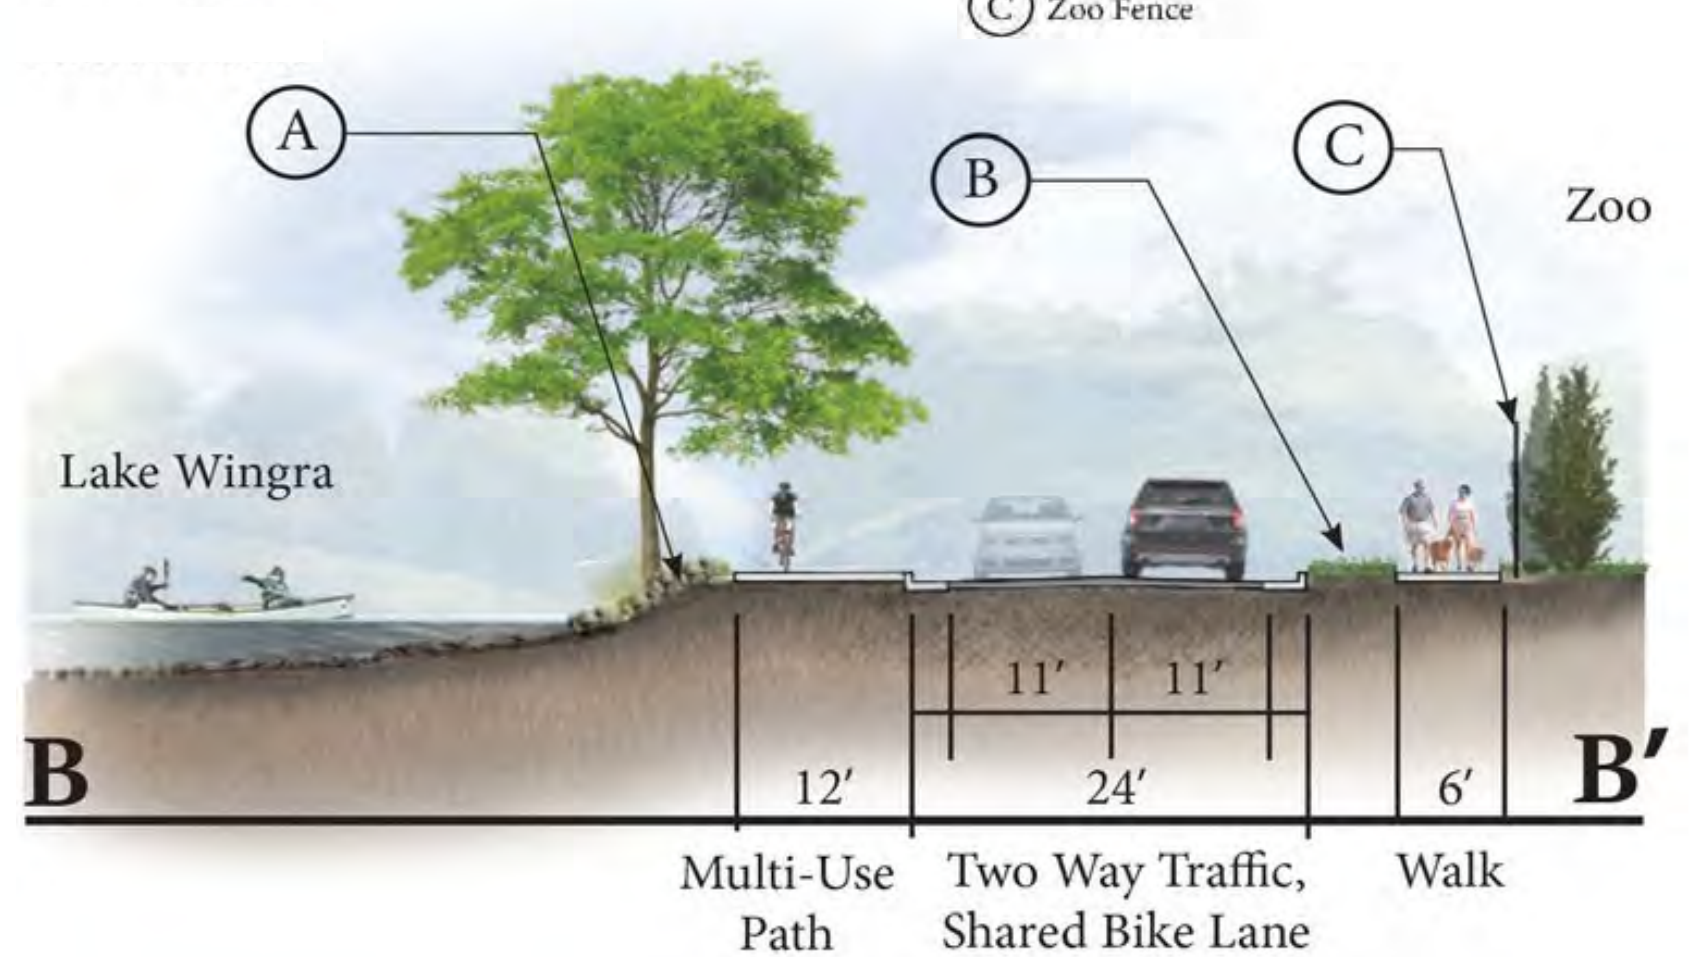 C Zoo Fence
A
B
C
Zoo
Lake Wingra
11′ 11′
B 12′ 24′ 6′ B′
Multi-Use
Path
Two Way Traffic,
Shared Bike Lane
Walk